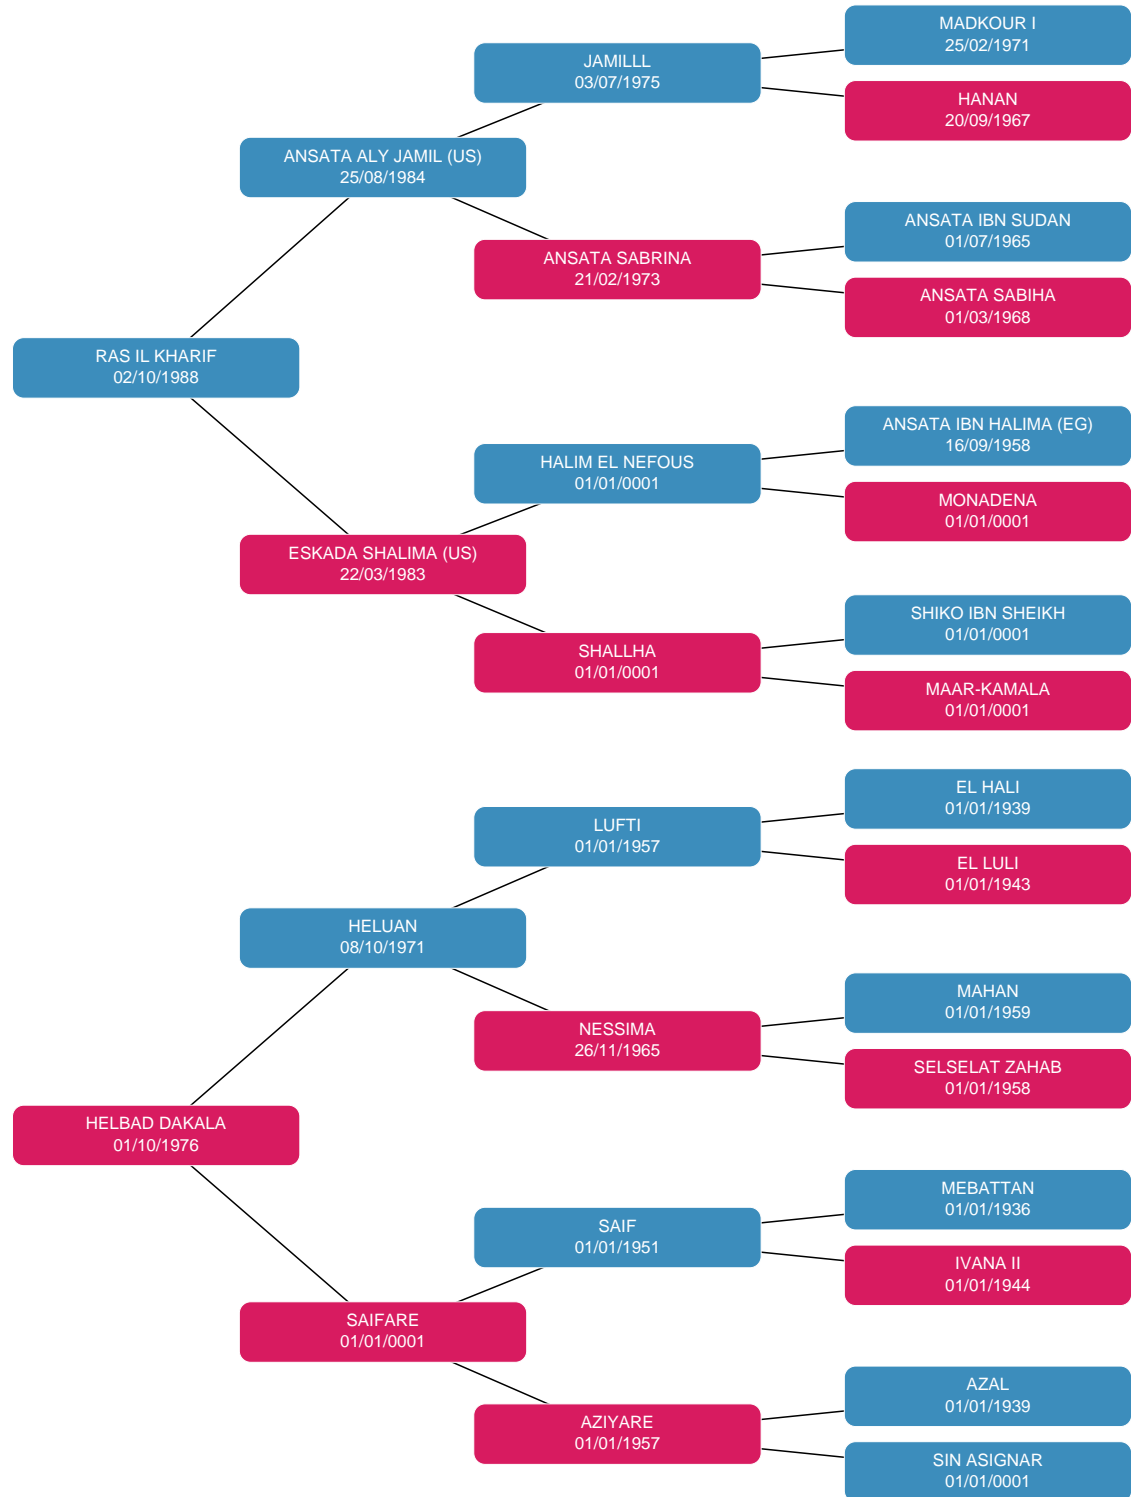 MADKOUR I
25/02/1971
JAMILLL
03/07/1975
HANAN
20/09/1967
ANSATA ALY JAMIL (US)
25/08/1984
ANSATA IBN SUDAN
01/07/1965
ANSATA SABRINA
21/02/1973
ANSATA SABIHA
01/03/1968
RAS IL KHARIF
02/10/1988
ANSATA IBN HALIMA (EG)
16/09/1958
HALIM EL NEFOUS
01/01/0001
MONADENA
01/01/0001
ESKADA SHALIMA (US)
22/03/1983
SHIKO IBN SHEIKH
01/01/0001
SHALLHA
01/01/0001
MAAR-KAMALA
01/01/0001
EL HALI
01/01/1939
LUFTI
01/01/1957
EL LULI
01/01/1943
HELUAN
08/10/1971
MAHAN
01/01/1959
NESSIMA
26/11/1965
SELSELAT ZAHAB
01/01/1958
HELBAD DAKALA
01/10/1976
MEBATTAN
01/01/1936
SAIF
01/01/1951
IVANA II
01/01/1944
SAIFARE
01/01/0001
AZAL
01/01/1939
AZIYARE
01/01/1957
SIN ASIGNAR
01/01/0001